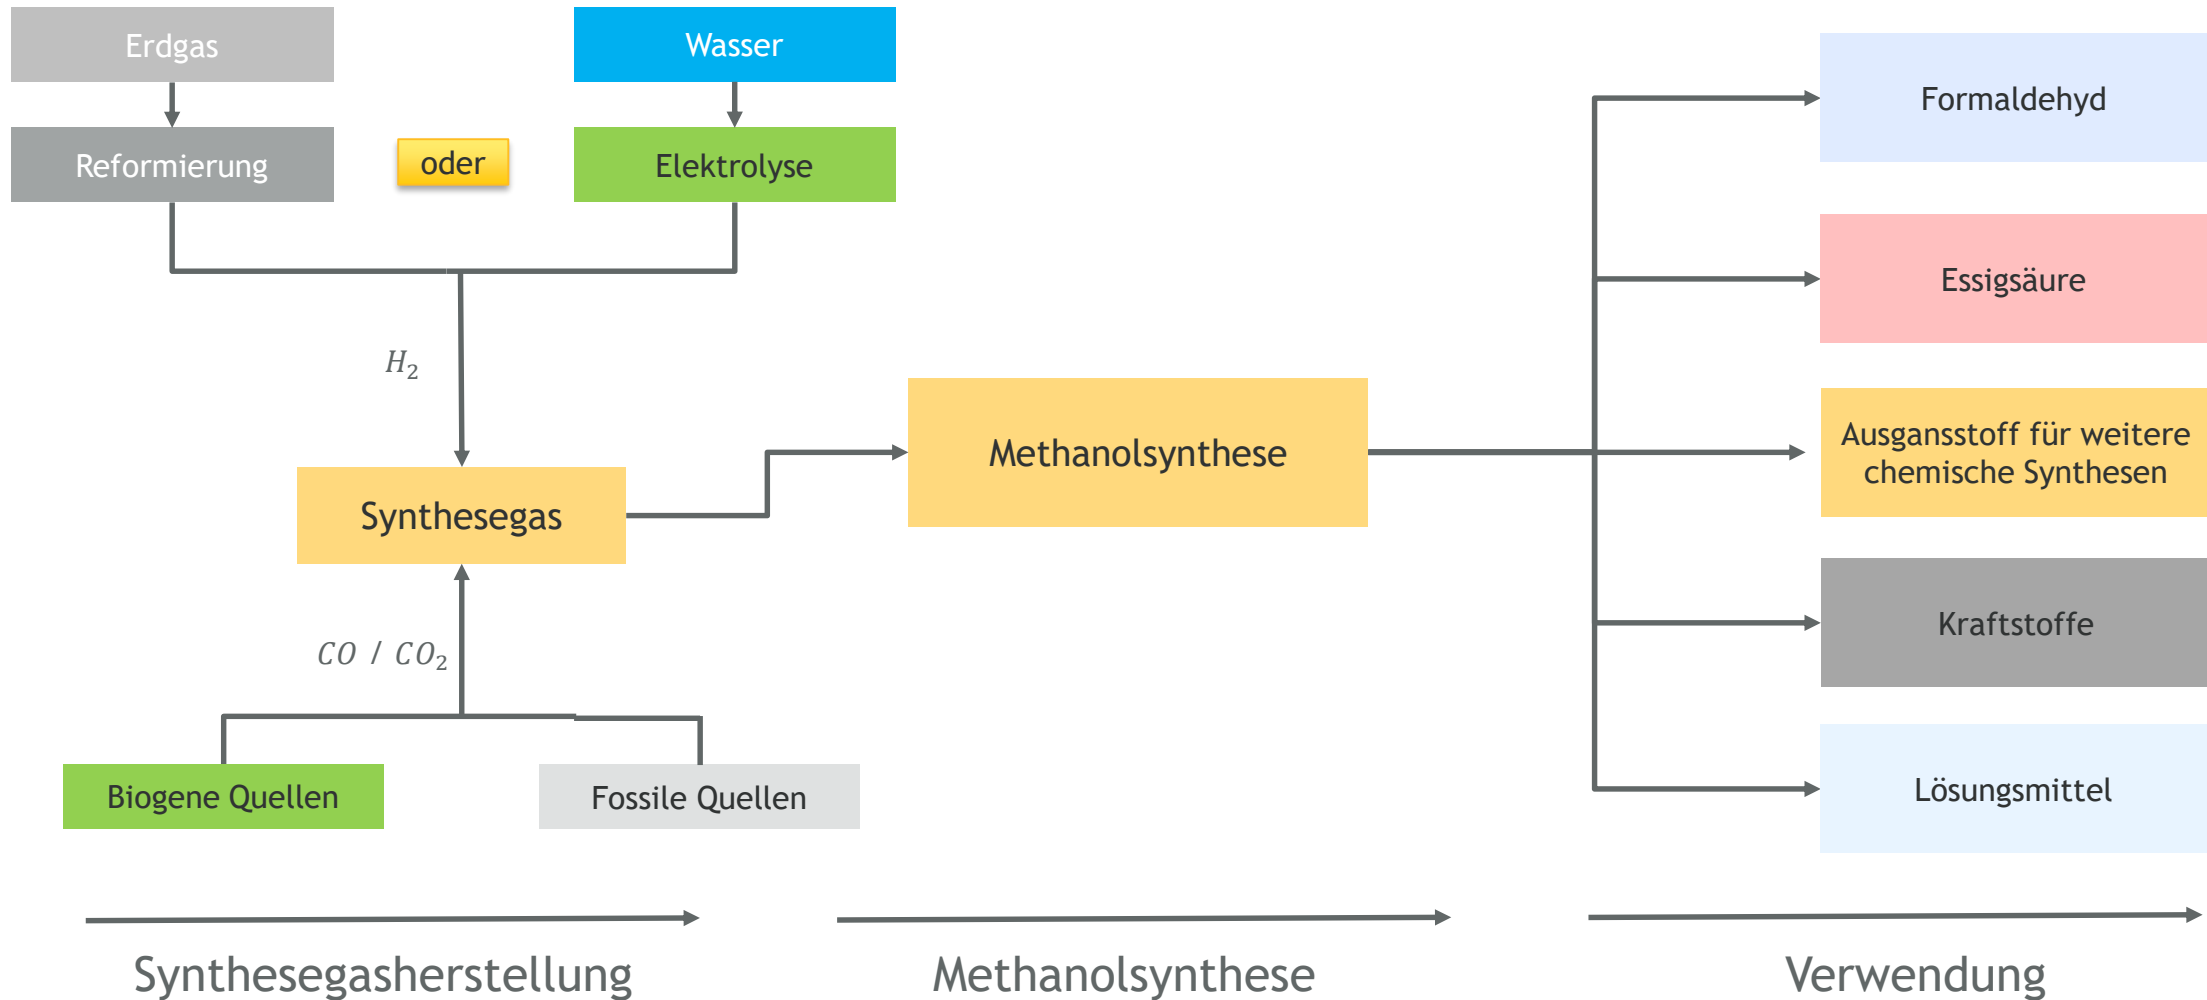 Erdgas
Wasser
Reformierung
oder
Elektrolyse
H₂
Synthesegas
CO / CO₂
Biogene Quellen
Fossile Quellen
Methanolsynthese
Formaldehyd
Essigsäure
Ausgansstoff für weitere
chemische Synthesen
Kraftstoffe
Lösungsmittel
Synthesegasherstellung
Methanolsynthese
Verwendung